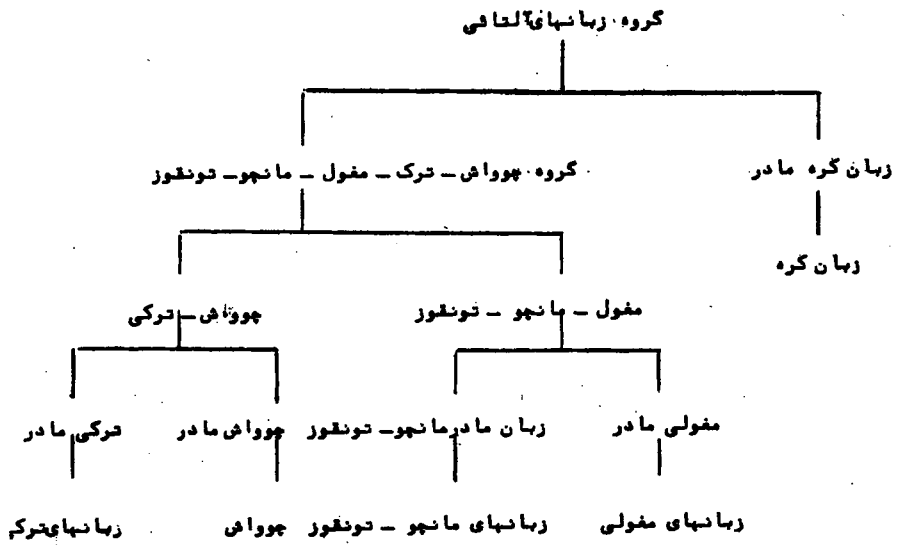 گروه زبانهای آلتائی
زبان کره مادر
گروه چوواش – ترک – مغول – مانچو – تونقوز
زبان کره
مغول – مانچو – تونقوز
چوواش – ترکی
مغولی مادر
زبان مادر مانچو – تونقوز
چوواش مادر
ترکی مادر
زبانهای مغولی
زبانهای مانچو – تونقوز
چوواش
زبانهای ترکی